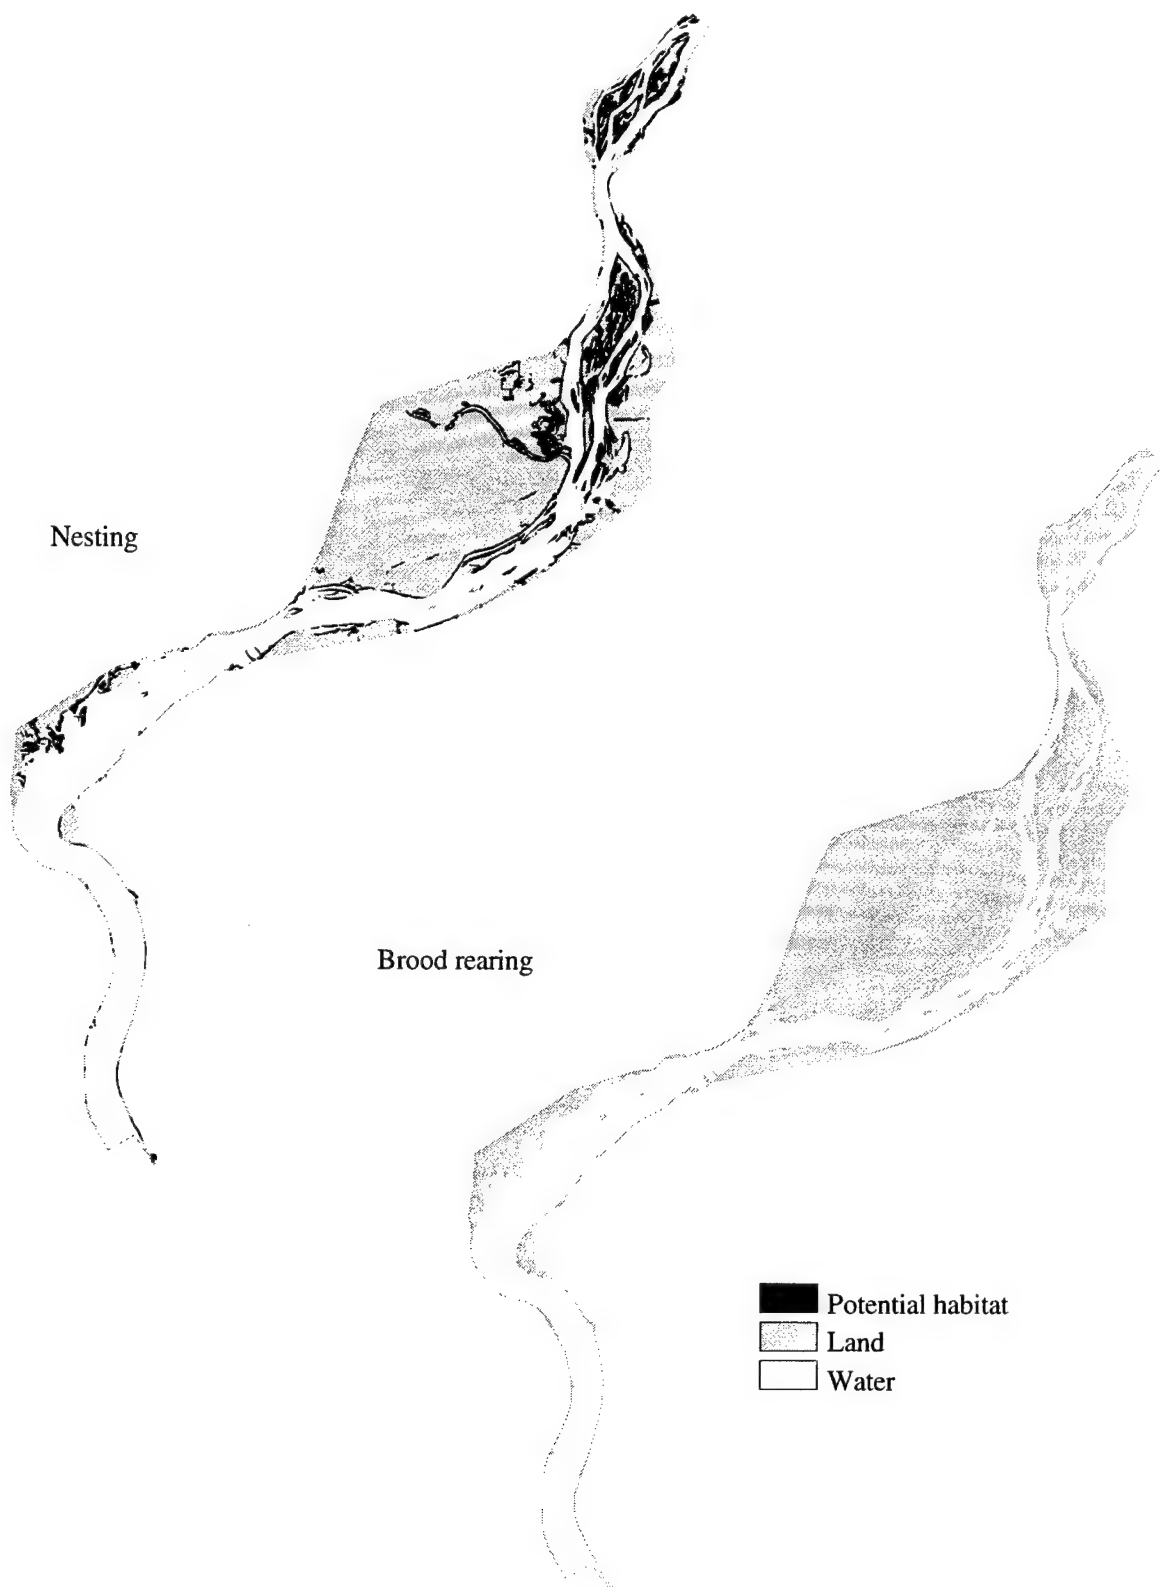 Nesting
Brood rearing
Potential habitat
Land
Water